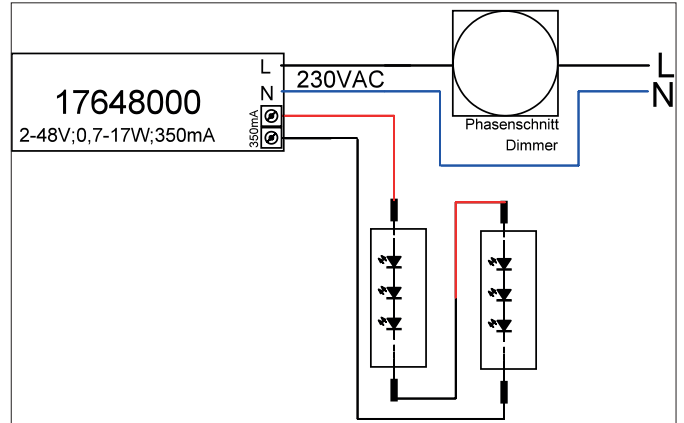 L
230VAC
L
N
N
17648000
2-48V;0,7-17W;350mA
350mA
Phasenschnitt
Dimmer